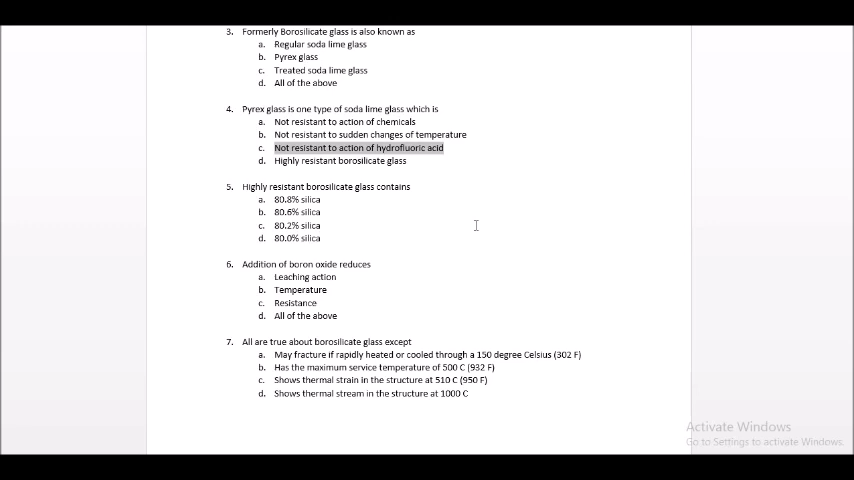 3. Formerly Borosilicate glass is also known as
a. Regular soda lime glass
b. Pyrex glass
c. Treated soda lime glass
d. All of the above
4. Pyrex glass is one type of soda lime glass which is
a. Not resistant to action of chemicals
b. Not resistant to sudden changes of temperature
c. Not resistant to action of hydrofluoric acid
d. Highly resistant borosilicate glass
5. Highly resistant borosilicate glass contains
a. 80.8% silica
b. 80.6% silica
c. 80.2% silica
d. 80.0% silica
6. Addition of boron oxide reduces
a. Leaching action
b. Temperature
c. Resistance
d. All of the above
7. All are true about borosilicate glass except
a. May fracture if rapidly heated or cooled through a 150 degree Celsius (302 F)
b. Has the maximum service temperature of 500 C (932 F)
c. Shows thermal strain in the structure at 510 C (950 F)
d. Shows thermal stream in the structure at 1000 C
Activate Windows
Go to Settings to activate Windows.